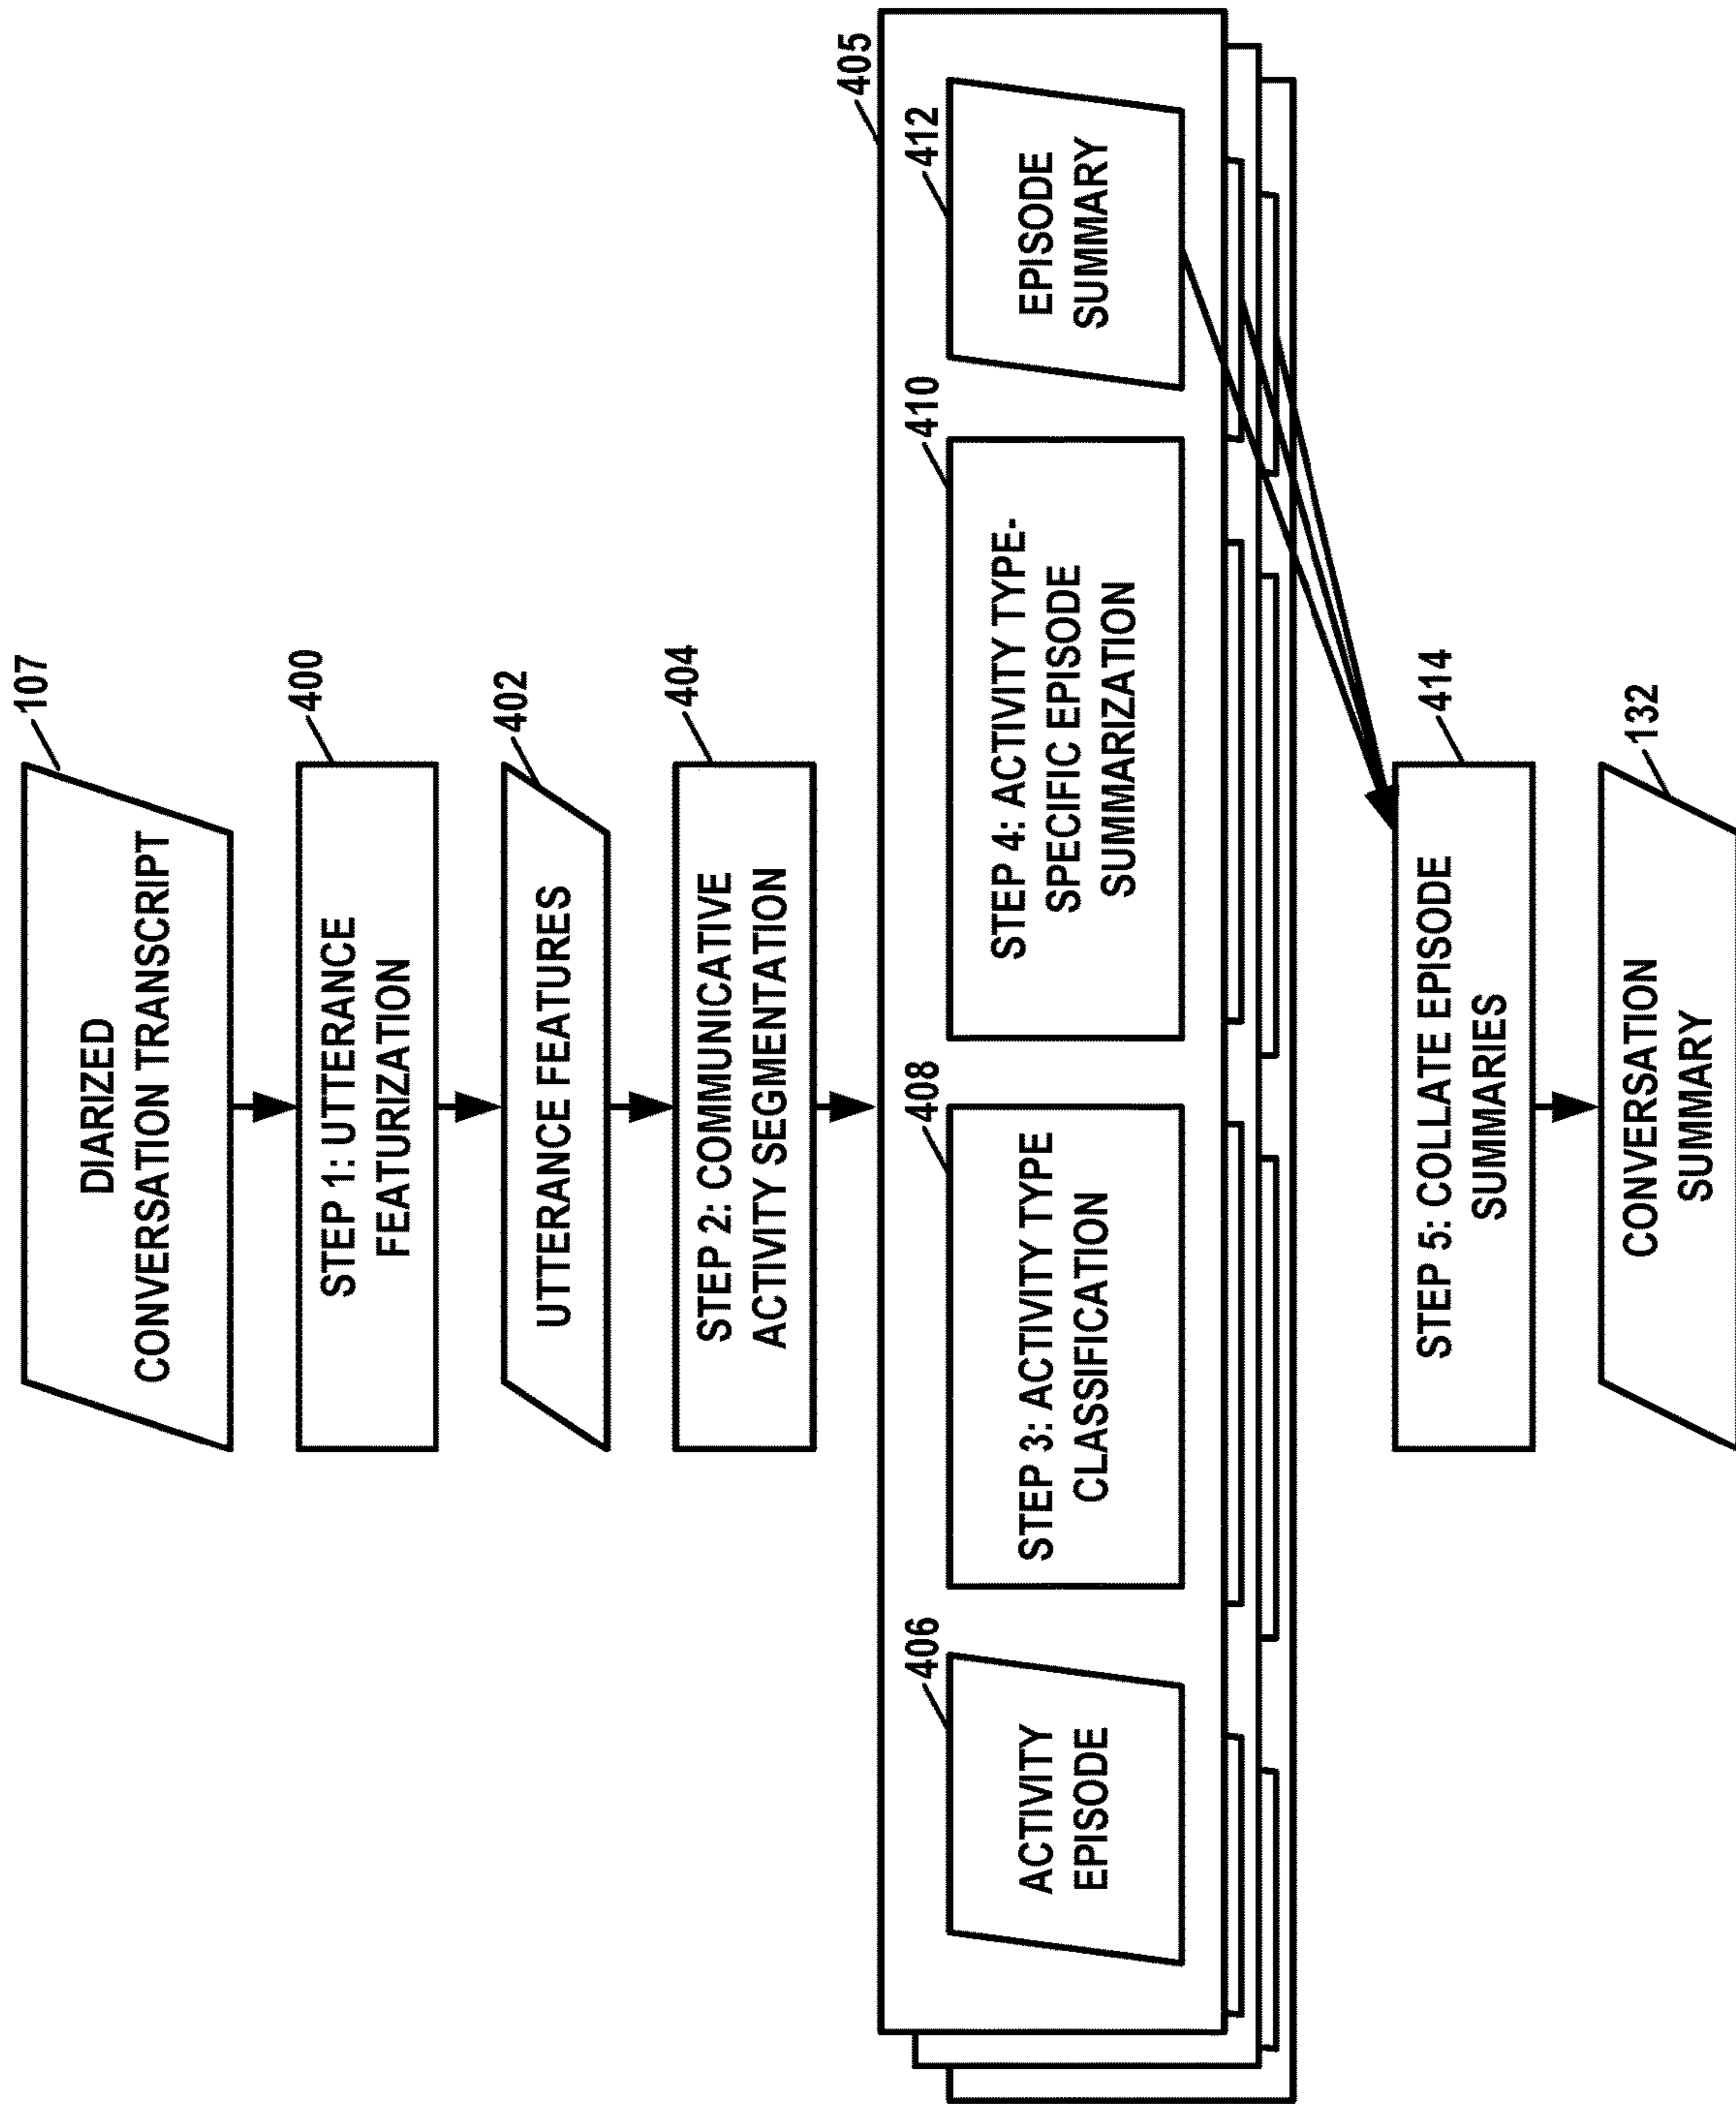 107
DIARIZED
CONVERSATION TRANSCRIPT
400
STEP 1: UTTERANCE
FEATURIZATION
402
UTTERANCE FEATURES
404
STEP 2: COMMUNICATIVE
ACTIVITY SEGMENTATION
405
406
ACTIVITY
EPISODE
408
STEP 3: ACTIVITY TYPE
CLASSIFICATION
410
STEP 4: ACTIVITY TYPE-
SPECIFIC EPISODE
SUMMARIZATION
412
EPISODE
SUMMARY
414
STEP 5: COLLATE EPISODE
SUMMARIES
132
CONVERSATION
SUMMARY